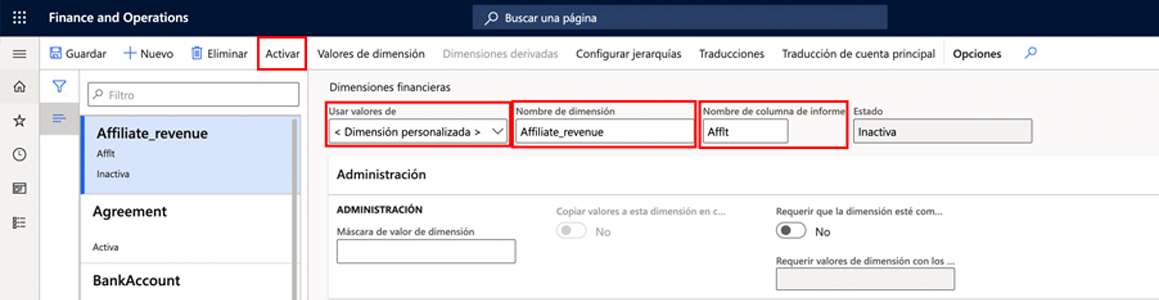 Finance and Operations
Buscar una página
Guardar
Nuevo
Eliminar
Activar
Valores de dimensión
Dimensiones derivadas
Configurar jerarquías
Traducciones
Traducción de cuenta principal
Opciones
Filtro
Affiliate_revenue
Afflt
Inactiva
Agreement
Activa
BankAccount
Dimensiones financieras
Usar valores de
< Dimensión personalizada >
Nombre de dimensión
Affiliate_revenue
Nombre de columna de informe
Afflt
Estado
Inactiva
Administración
ADMINISTRACIÓN
Máscara de valor de dimensión
Copiar valores a esta dimensión en c...
No
Requerir que la dimensión esté com...
No
Requerir valores de dimensión con los ...